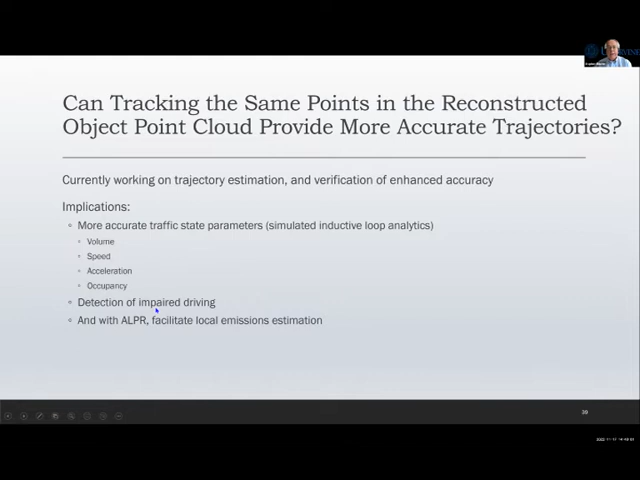 Can Tracking the Same Points in the Reconstructed
Object Point Cloud Provide More Accurate Trajectories?
Currently working on trajectory estimation, and verification of enhanced accuracy
Implications:
More accurate traffic state parameters (simulated inductive loop analytics)
Volume
Speed
Acceleration
Occupancy
Detection of impaired driving
And with ALPR, facilitate local emissions estimation